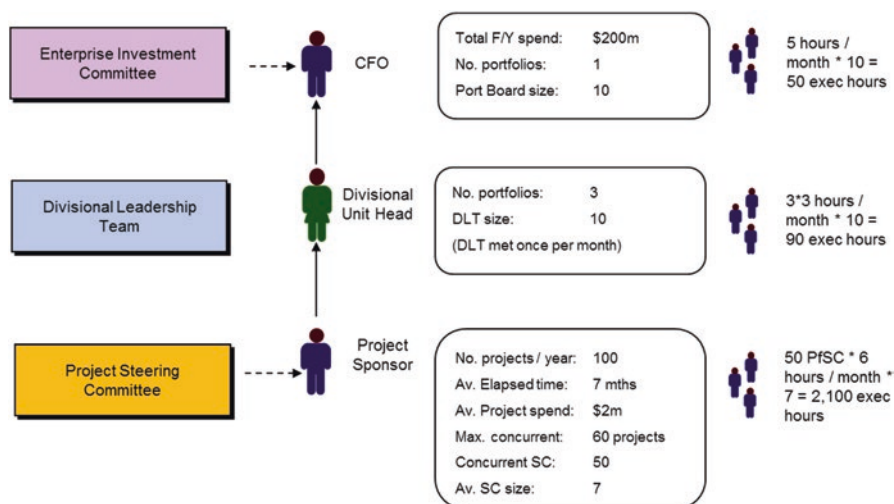 Enterprise Investment
Committee
CFO
Total F/Y spend: $200m
No. portfolios: 1
Port Board size: 10
5 hours /
month * 10 =
50 exec hours
Divisional Leadership
Team
Divisional
Unit Head
No. portfolios: 3
DLT size: 10
(DLT met once per month)
3*3 hours /
month * 10 =
90 exec hours
Project Steering
Committee
Project
Sponsor
No. projects / year: 100
Av. Elapsed time: 7 mths
Av. Project spend: $2m
Max. concurrent: 60 projects
Concurrent SC: 50
Av. SC size: 7
50 PfSC * 6
hours / month *
7 = 2,100 exec
hours